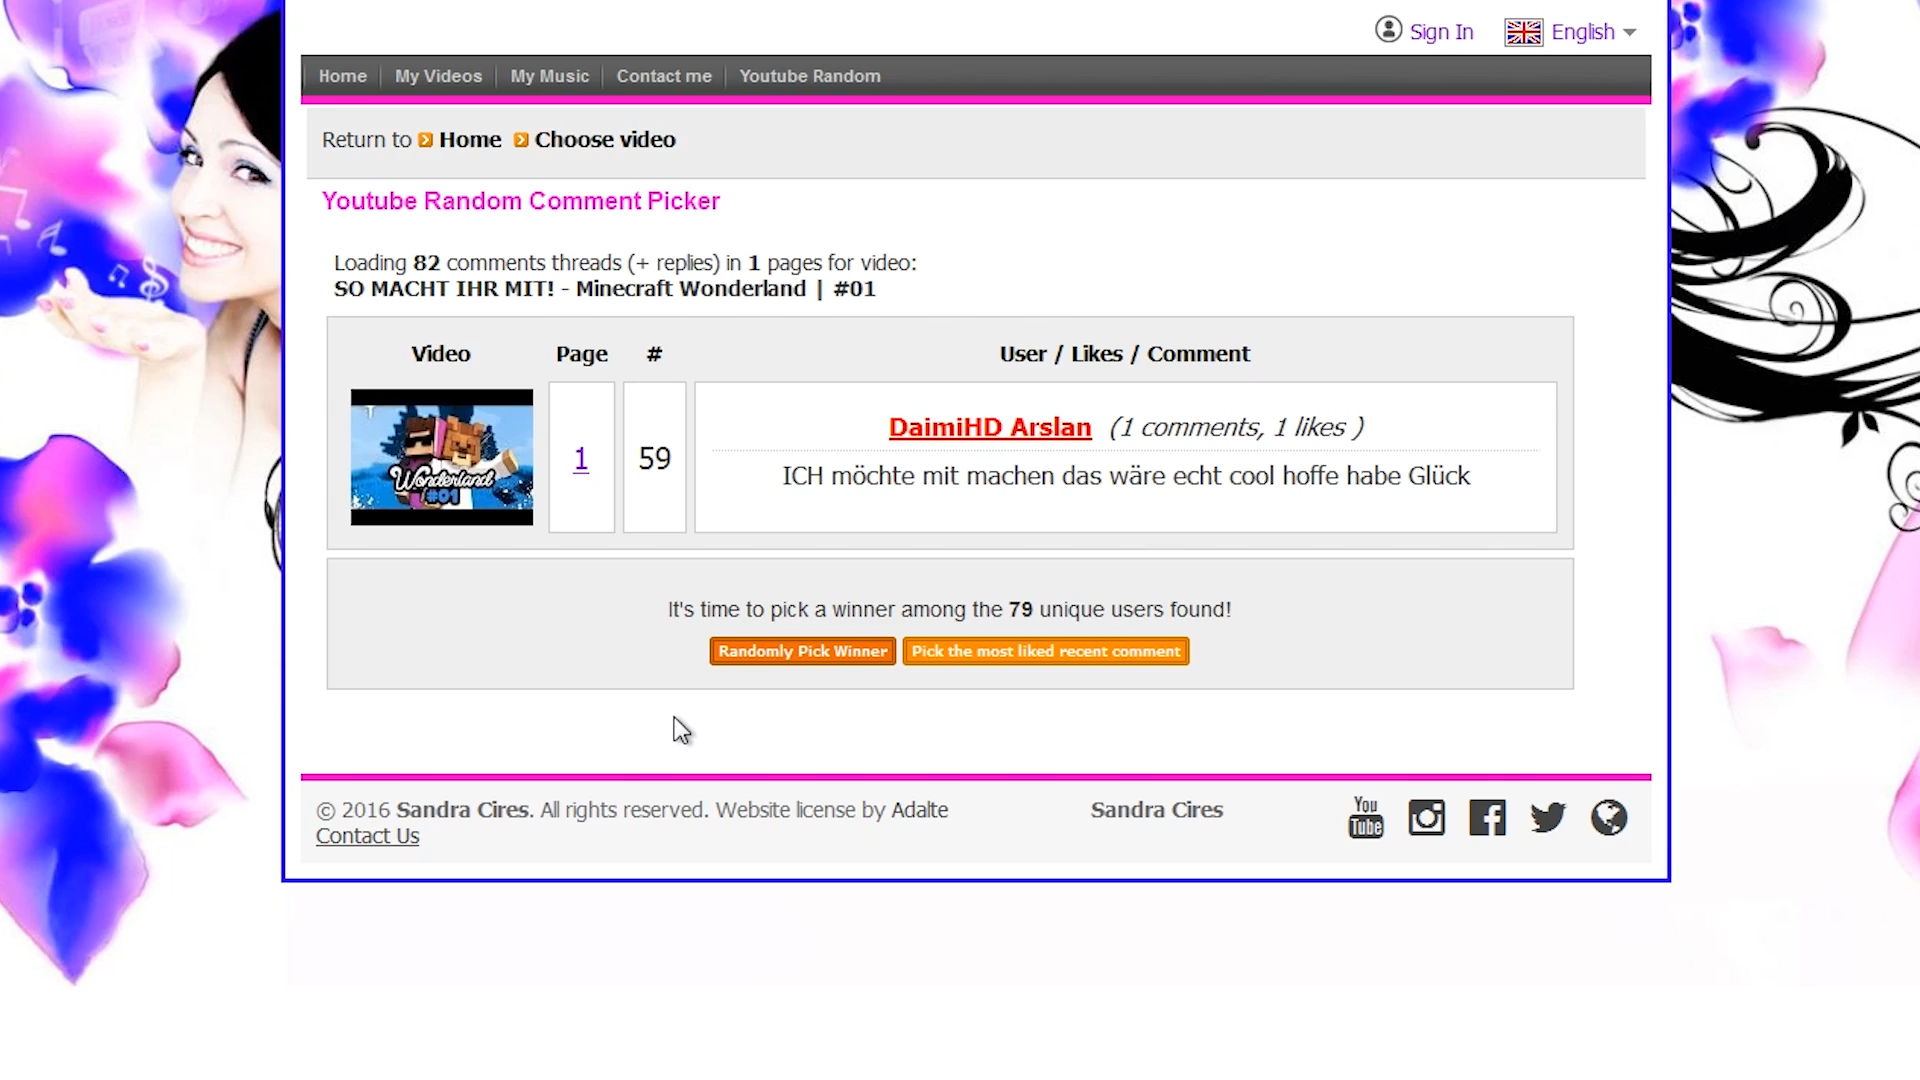 Sign In English
Home My Videos My Music Contact me Youtube Random
Return to Home Choose video
Youtube Random Comment Picker
Loading 82 comments threads (+ replies) in 1 pages for video:
SO MACHT IHR MIT! - Minecraft Wonderland | #01
Video Page # User / Likes / Comment
Wonderland
#01
1
59
DaimiHD Arslan (1 comments, 1 likes )
ICH möchte mit machen das wäre echt cool hoffe habe Glück
It's time to pick a winner among the 79 unique users found!
Randomly Pick Winner Pick the most liked recent comment
© 2016 Sandra Cires. All rights reserved. Website license by Adalte
Contact Us
Sandra Cires
You
Tube